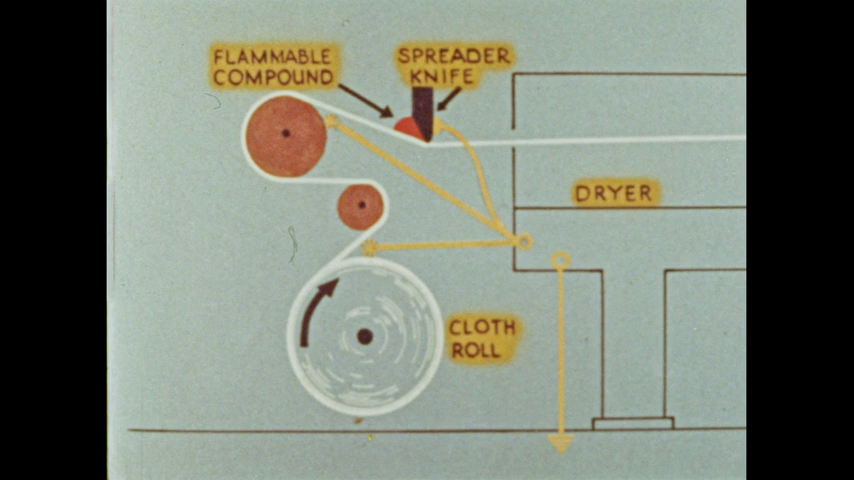 FLAMMABLE
COMPOUND
SPREADER
KNIFE
DRYER
CLOTH
ROLL